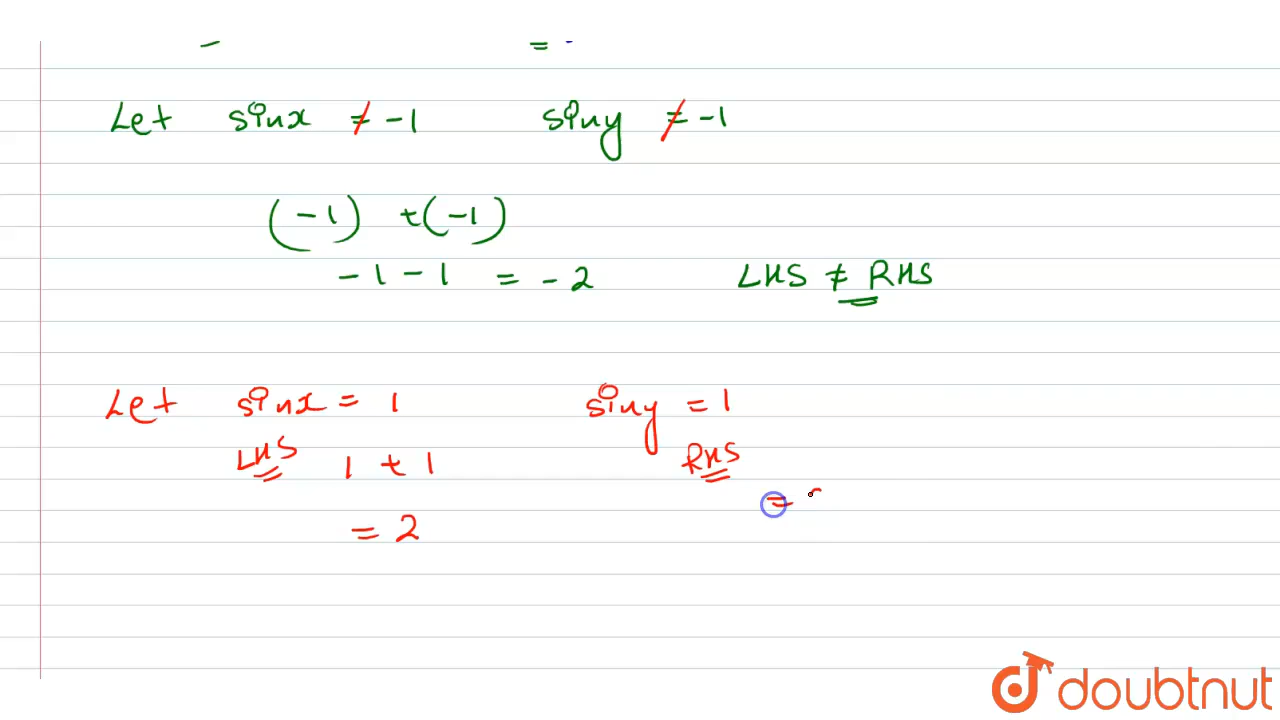 Let sinx ≠ -1 siny ≠ -1
(-1) +(-1)
-1 - 1 = -2 LHS ≠ RHS
Let sinx = 1 siny = 1
LHS 1 + 1 RHS
=
= 2
doubtnut